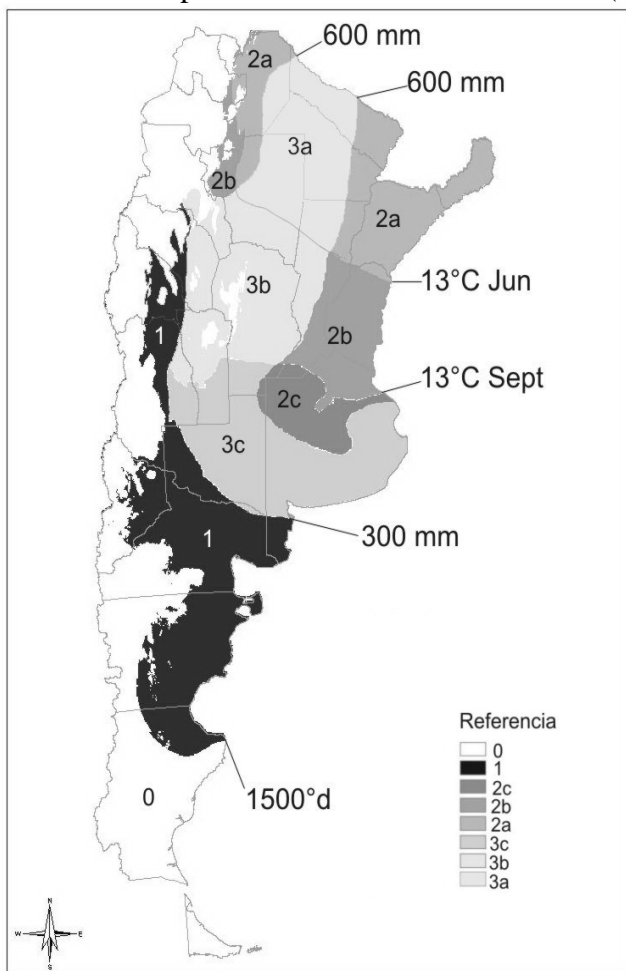 (
2a
600 mm
600 mm
3a
2b
2a
13°C Jun
3b
1
2b
13°C Sept
2c
3c
300 mm
1
0
1500°d
Referencia
0
1
2c
2b
2a
3c
3b
3a
N
W E
S